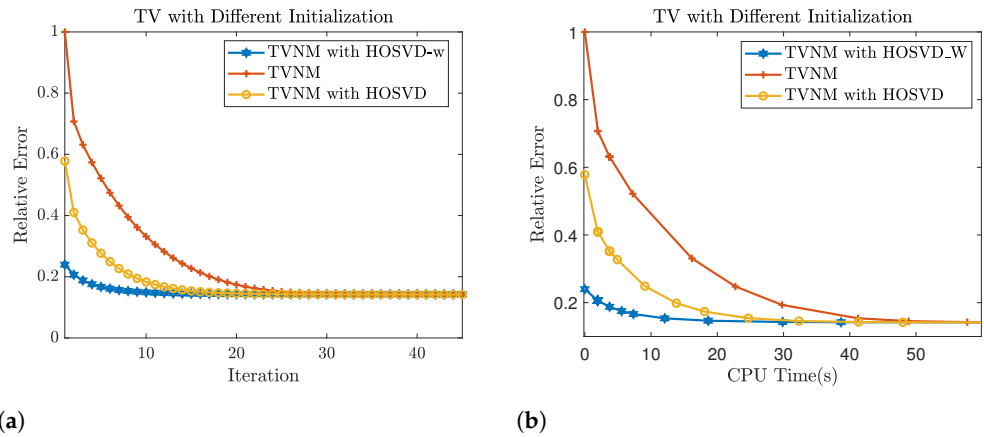 TV with Different Initialization
1
0.8
0.6
0.4
0.2
0
10
20
30
40
Relative Error
Iteration
TVNM with HOSVD-w
TVNM
TVNM with HOSVD
(a)
TV with Different Initialization
1
0.8
0.6
0.4
0.2
0
10
20
30
40
50
Relative Error
CPU Time(s)
TVNM with HOSVD_W
TVNM
TVNM with HOSVD
(b)